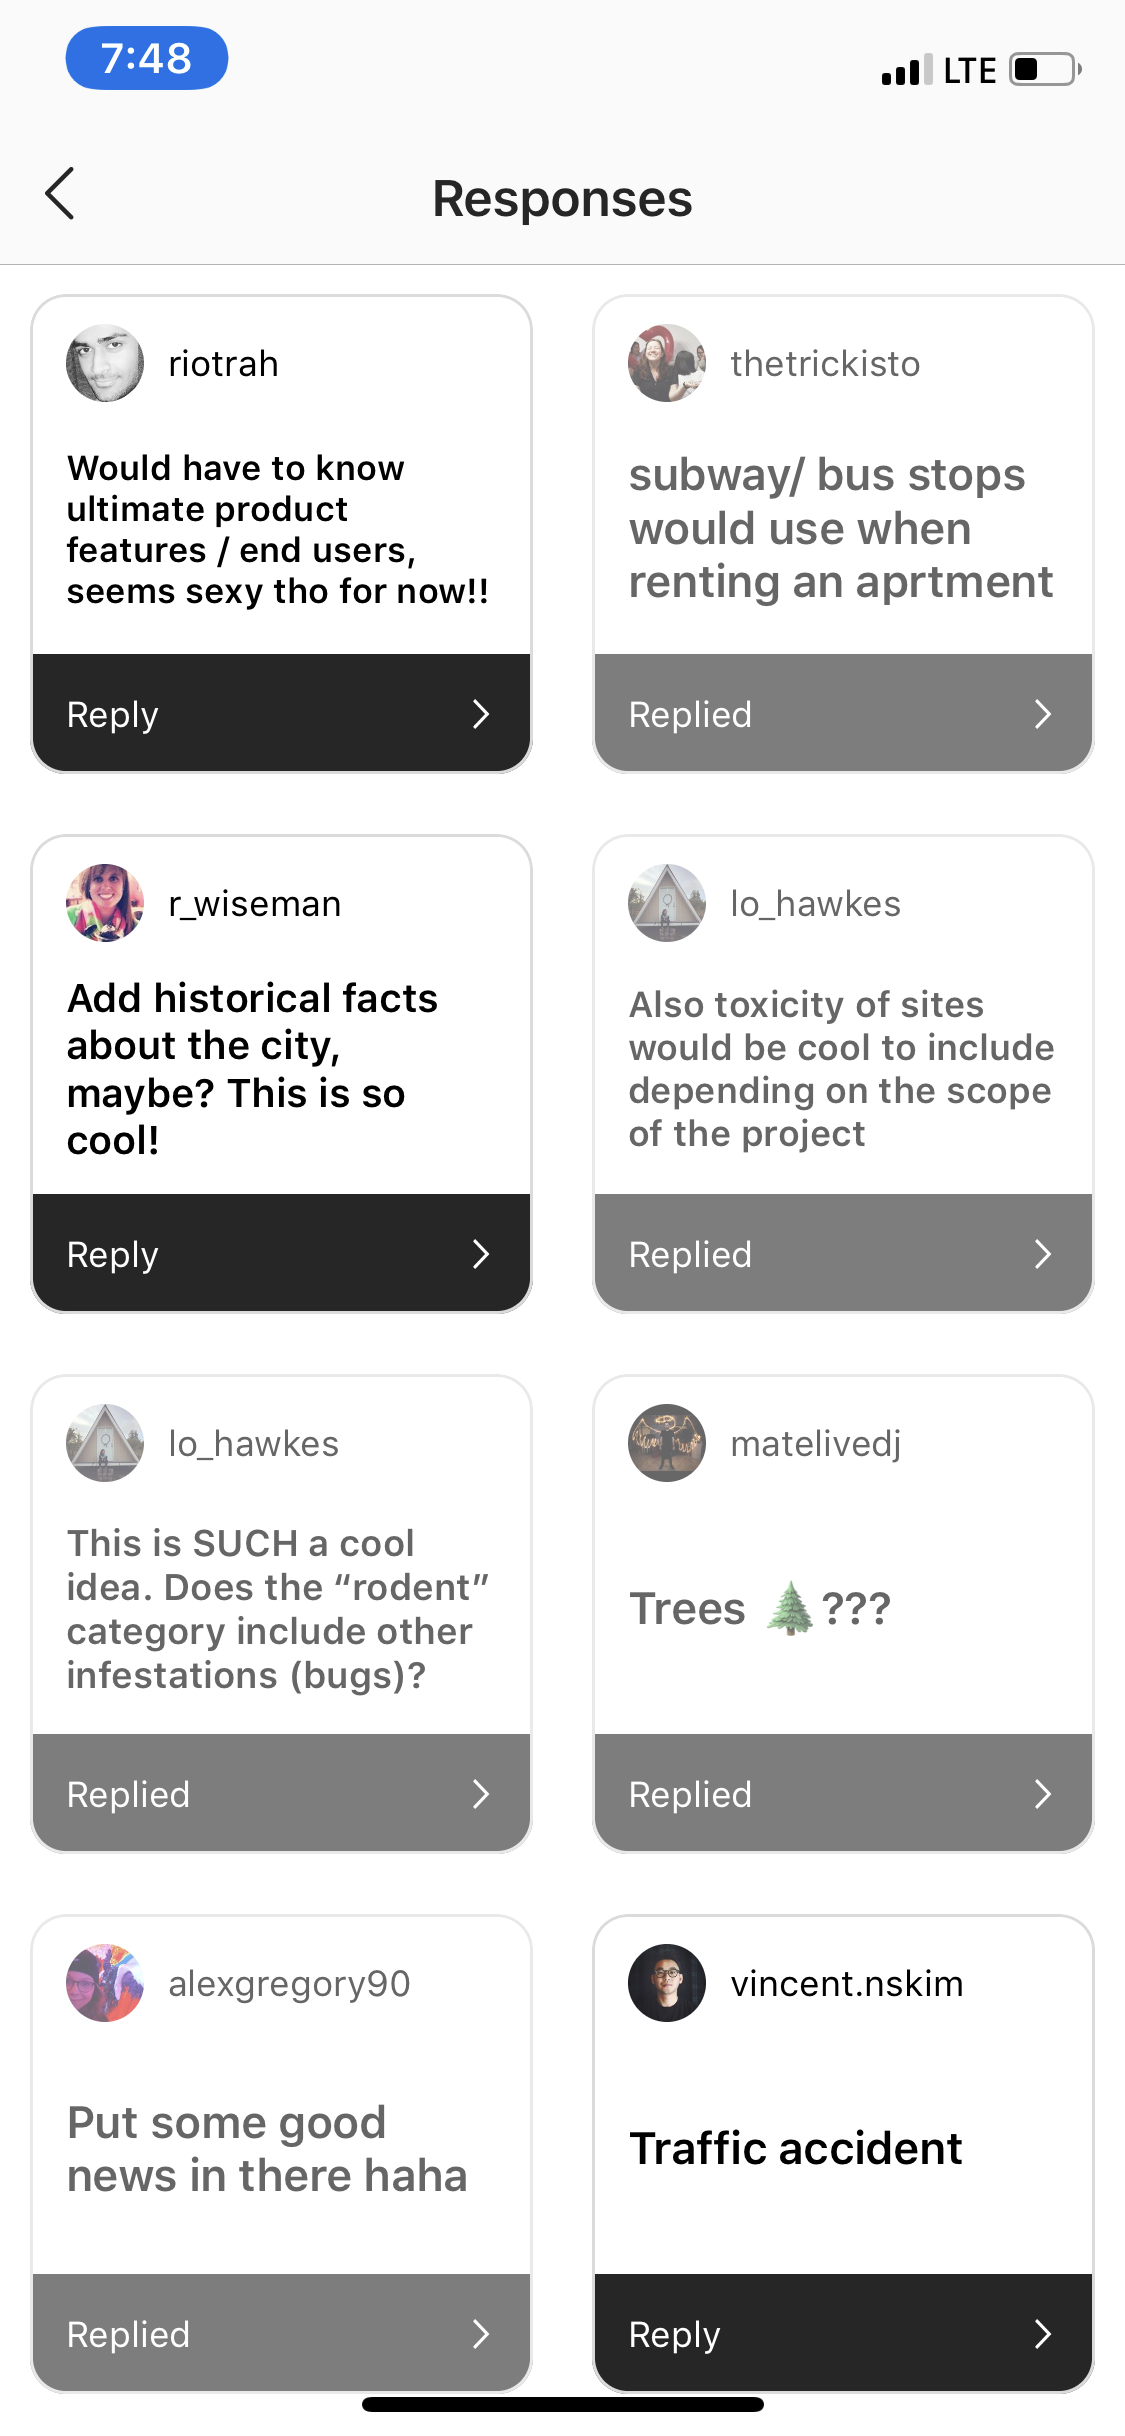 7:48
LTE
Responses
riotrah
Would have to know
ultimate product
features / end users,
seems sexy tho for now!!
Reply
thetrickisto
subway/ bus stops
would use when
renting an aprtment
Replied
r_wiseman
Add historical facts
about the city,
maybe? This is so
cool!
Reply
lo_hawkes
Also toxicity of sites
would be cool to include
depending on the scope
of the project
Replied
lo_hawkes
This is SUCH a cool
idea. Does the “rodent”
category include other
infestations (bugs)?
Replied
matelivedj
Trees 🌲???
Replied
alexgregory90
Put some good
news in there haha
Replied
vincent.nskim
Traffic accident
Reply